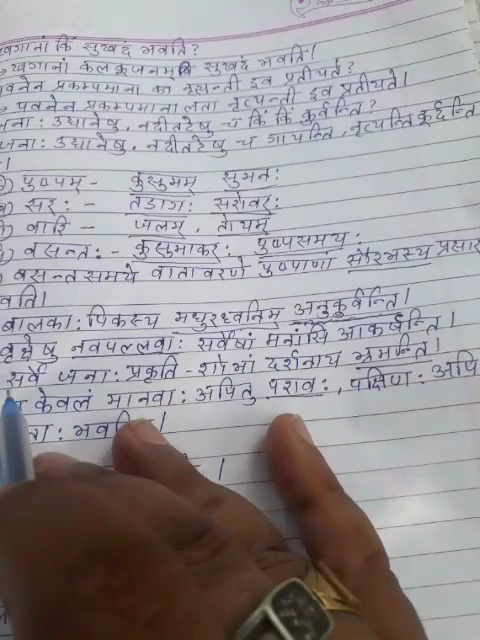 खगानां किं सुखदं भवति?
खगानां कलकूजनम् सुखदं भवति।
पवनेन प्रकम्पमाना का नृत्यन्ती इव प्रतीयते?
पवनेन प्रकम्पमाना लता नृत्यन्ती इव प्रतीयते।
जना: उद्यानेषु, नदीतटेषु च किं किं कुर्वन्ति?
जना: उद्यानेषु, नदीतटेषु च गायन्ति, नृत्यन्ति कुर्दन्ति
।
पुष्पम् - कुसुमम् सुमन:
सर: - तडाग: सरोवर:
वारि - जलम्, तोयम्
वसन्त: - कुसुमाकर: पुष्पसमय:
वसन्तसमये वातावरणे पुष्पाणां सौरभस्य प्रसार
वति।
बालका: पिकस्य मधुरध्वनिम् अनुकुर्वन्ति।
वृक्षेषु नवपल्लवा: सर्वेषां मनांसि आकर्षन्ति।
सर्वे जना: प्रकृति-शोभां दर्शनाय भ्रमन्ति।
न केवलं मानवा: अपितु पशव:, पक्षिण: अपि
ता: भवन्ति।